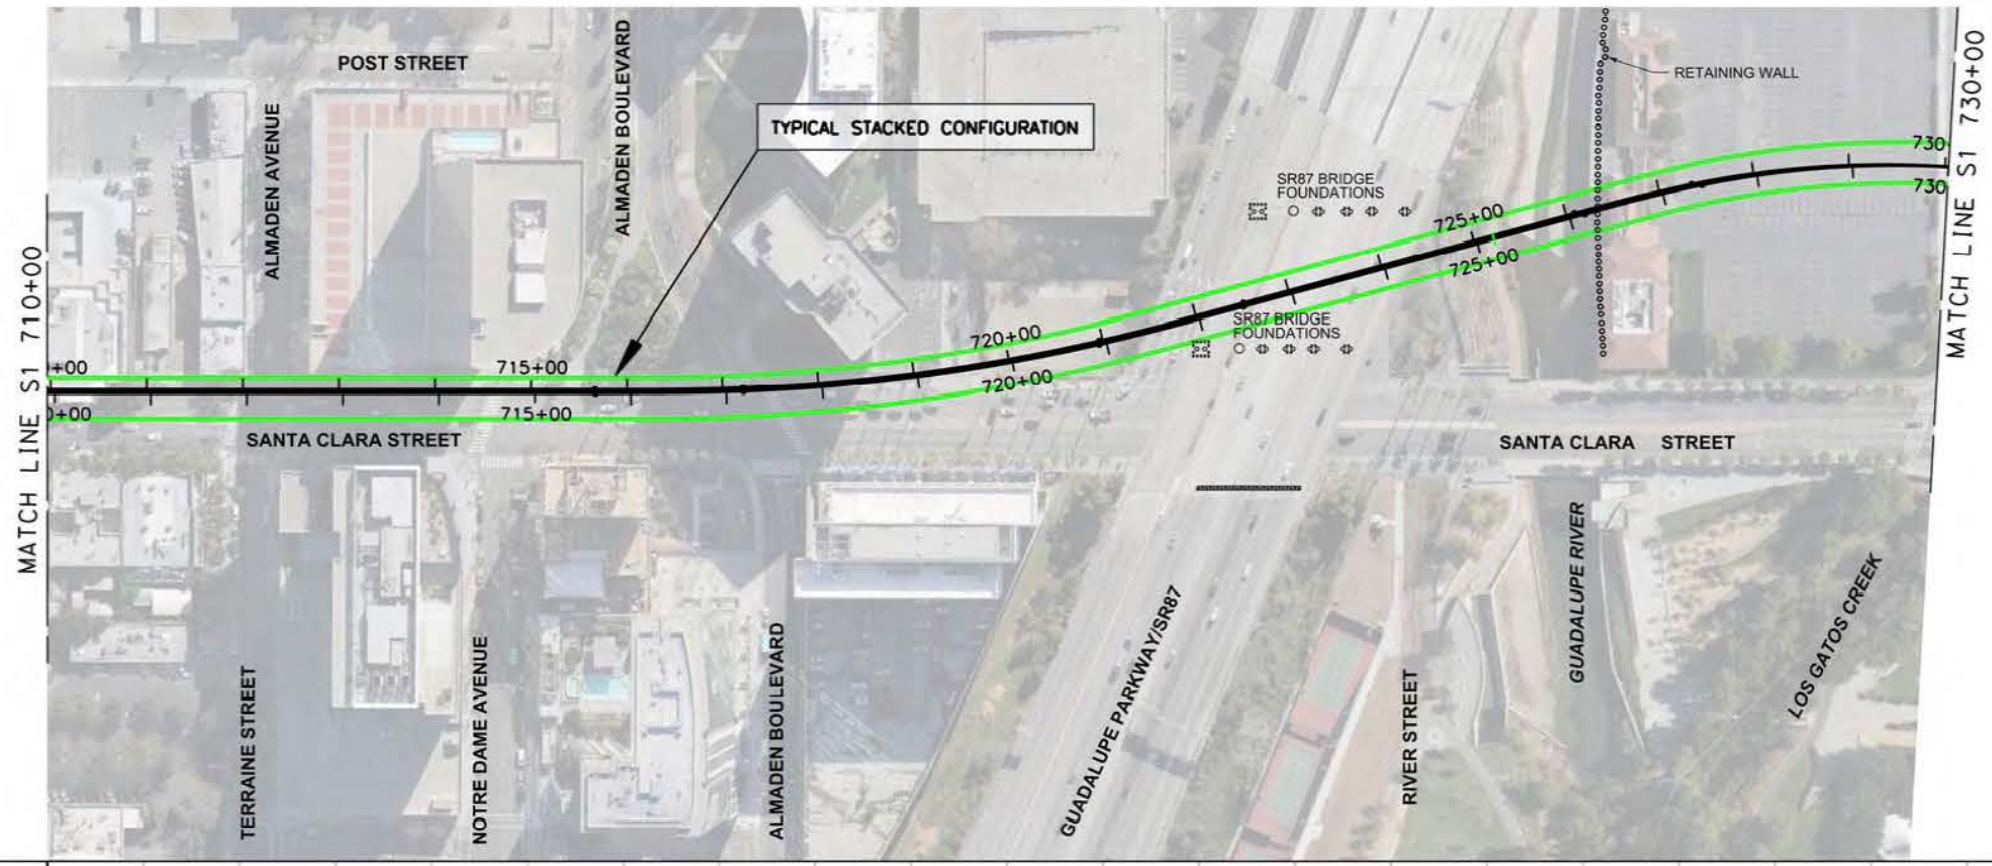 POST STREET
ALMADEN AVENUE
ALMADEN BOULEVARD
TYPICAL STACKED CONFIGURATION
RETAINING WALL
SR87 BRIDGE
FOUNDATIONS
SR87 BRIDGE
FOUNDATIONS
MATCH LINE S1 710+00
MATCH LINE S1 730+00
+00
0+00
715+00
715+00
720+00
720+00
725+00
725+00
730
730
SANTA CLARA STREET
SANTA CLARA STREET
TERRAINE STREET
NOTRE DAME AVENUE
ALMADEN BOULEVARD
GUADALUPE PARKWAY/SR87
RIVER STREET
GUADALUPE RIVER
LOS GATOS CREEK